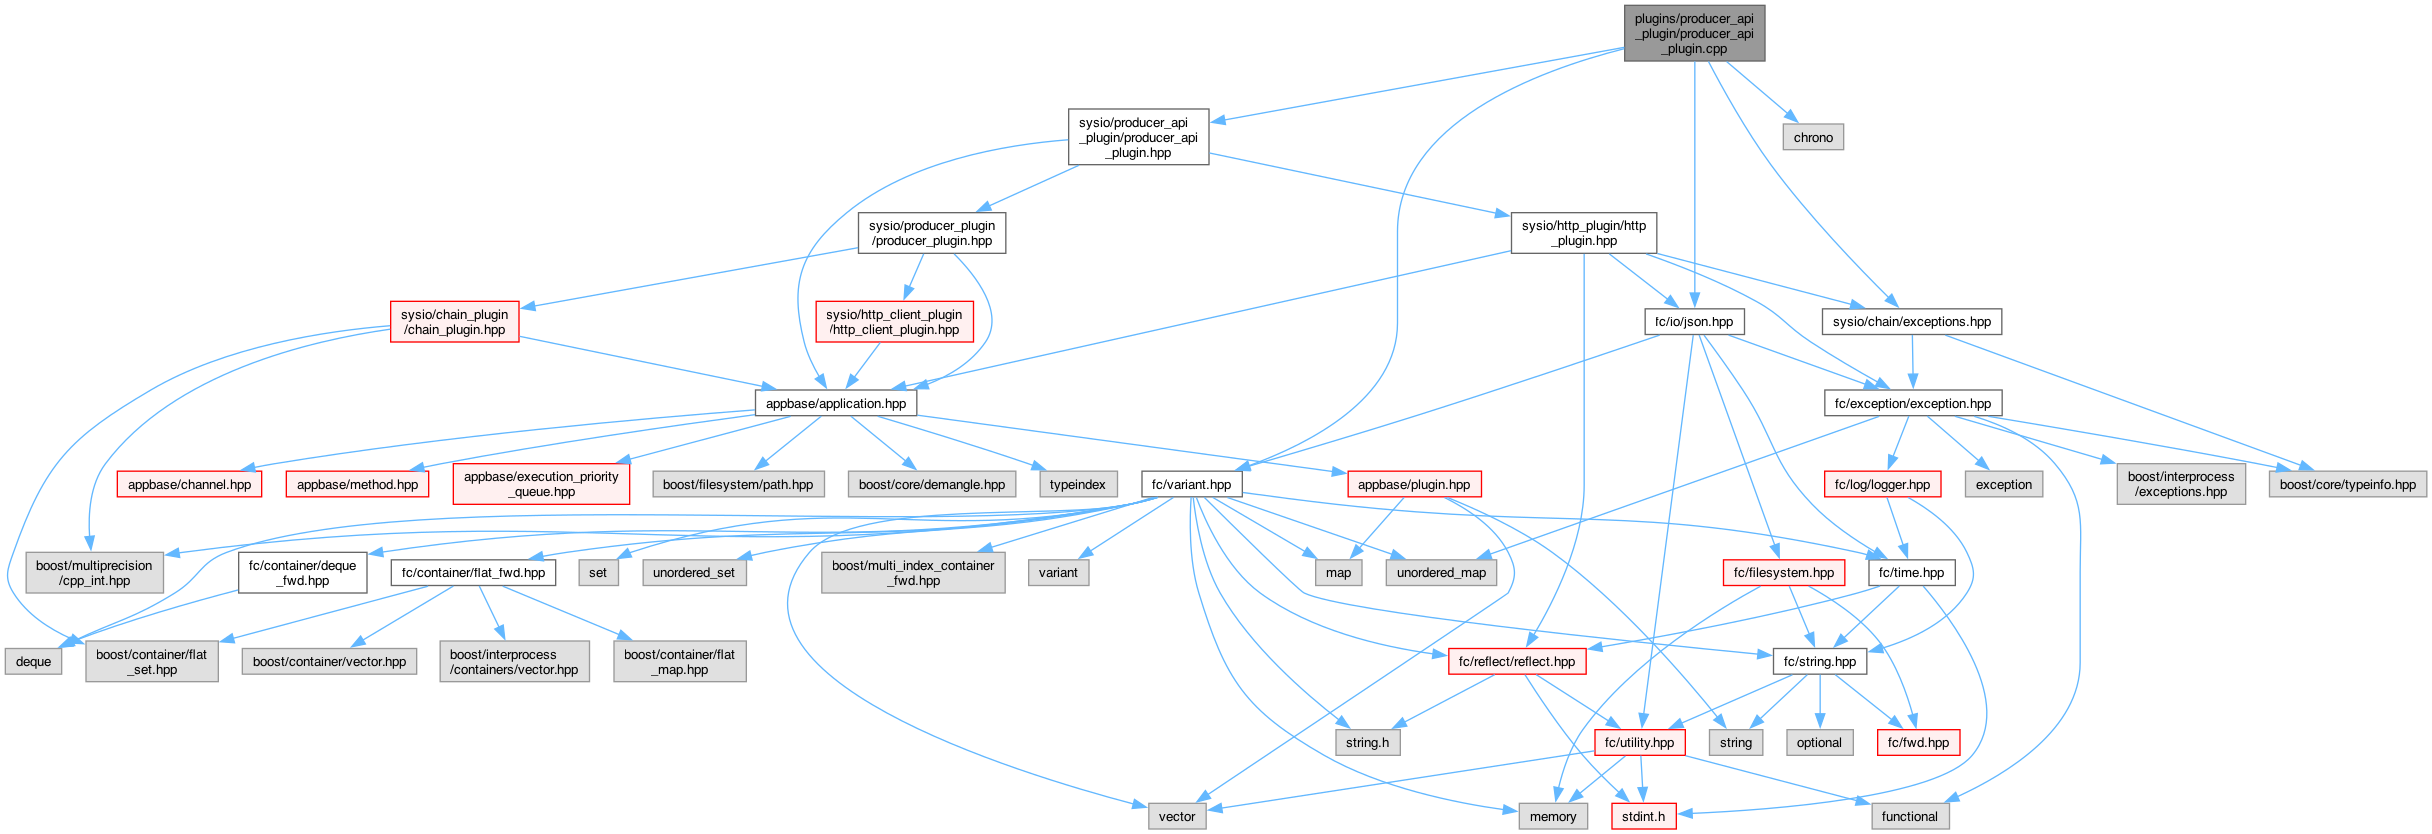 plugins/producer_api
_plugin/producer_api
_plugin.cpp
sysio/producer_api
_plugin/producer_api
_plugin.hpp
chrono
sysio/producer_plugin
/producer_plugin.hpp
sysio/http_plugin/http
_plugin.hpp
sysio/chain_plugin
/chain_plugin.hpp
sysio/http_client_plugin
/http_client_plugin.hpp
fc/io/json.hpp
sysio/chain/exceptions.hpp
appbase/application.hpp
fc/exception/exception.hpp
appbase/channel.hpp
appbase/method.hpp
appbase/execution_priority
_queue.hpp
boost/filesystem/path.hpp
boost/core/demangle.hpp
typeindex
fc/variant.hpp
appbase/plugin.hpp
fc/log/logger.hpp
exception
boost/interprocess
/exceptions.hpp
boost/core/typeinfo.hpp
boost/multiprecision
/cpp_int.hpp
fc/container/deque
_fwd.hpp
fc/container/flat_fwd.hpp
set
unordered_set
boost/multi_index_container
_fwd.hpp
variant
map
unordered_map
fc/filesystem.hpp
fc/time.hpp
deque
boost/container/flat
_set.hpp
boost/container/vector.hpp
boost/interprocess
/containers/vector.hpp
boost/container/flat
_map.hpp
fc/reflect/reflect.hpp
fc/string.hpp
string.h
fc/utility.hpp
string
optional
fc/fwd.hpp
vector
memory
stdint.h
functional